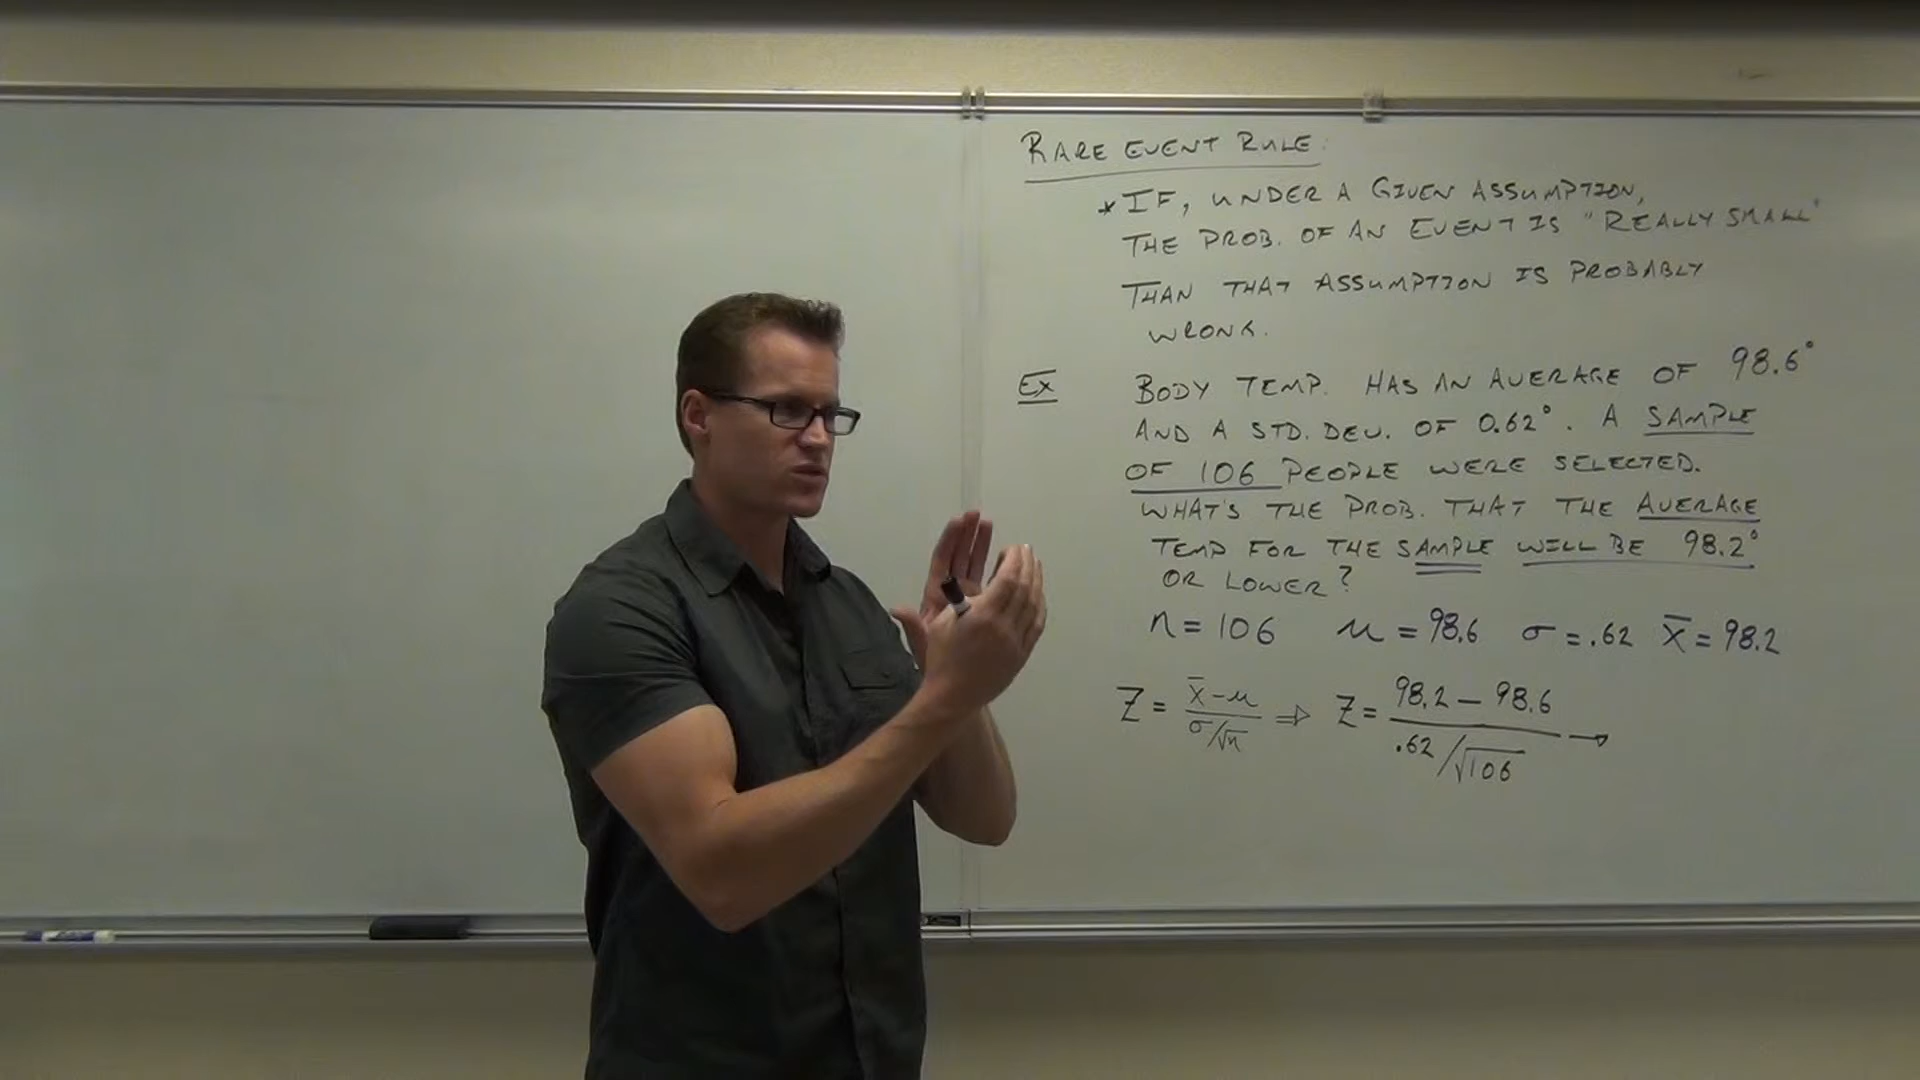 RARE EVENT RULE:
* IF, UNDER A GIVEN ASSUMPTION,
THE PROB. OF AN EVENT IS "REALLY SMALL"
THAN THAT ASSUMPTION IS PROBABLY
WRONG.
EX BODY TEMP. HAS AN AVERAGE OF 98.6°
AND A STD. DEV. OF 0.62°. A SAMPLE
OF 106 PEOPLE WERE SELECTED.
WHAT'S THE PROB. THAT THE AVERAGE
TEMP FOR THE SAMPLE WILL BE 98.2°
OR LOWER?
n = 106 μ = 98.6 σ = .62 x̄ = 98.2
Z = (x̄ - μ)/(σ/√n) ⇒ Z = (98.2 - 98.6)/(.62/√106) →